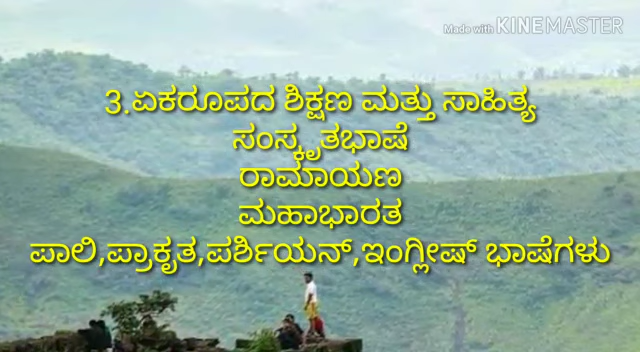 Made with KINEMASTER
3.ಏಕರೂಪದ ಶಿಕ್ಷಣ ಮತ್ತು ಸಾಹಿತ್ಯ
ಸಂಸ್ಕೃತಭಾಷೆ
ರಾಮಾಯಣ
ಮಹಾಭಾರತ
ಪಾಲಿ,ಪ್ರಾಕೃತ,ಪರ್ಶಿಯನ್,ಇಂಗ್ಲೀಷ್ ಭಾಷೆಗಳು